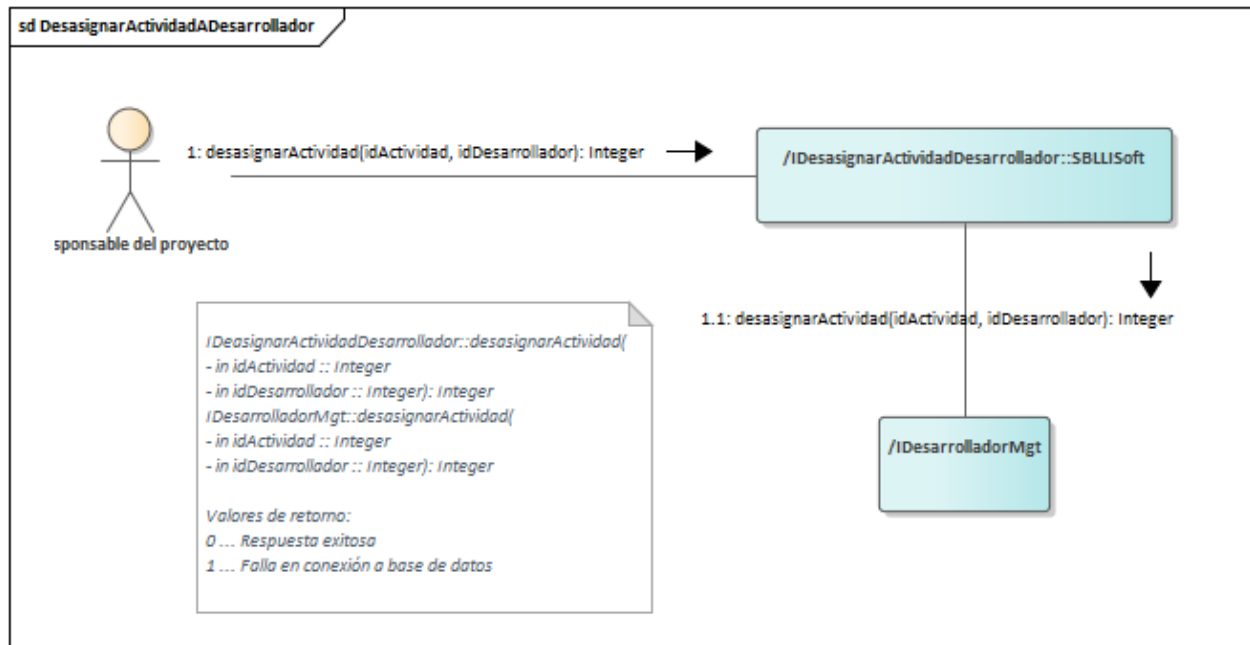 sd DesasignarActividadADesarrollador
1: desasignarActividad(idActividad, idDesarrollador): Integer
/IDesasignarActividadDesarrollador::SBLLISoft
sponsable del proyecto
1.1: desasignarActividad(idActividad, idDesarrollador): Integer
IDeasignarActividadDesarrollador::desasignarActividad(
- in idActividad :: Integer
- in idDesarrollador :: Integer): Integer
IDesarrolladorMgt::desasignarActividad(
- in idActividad :: Integer
- in idDesarrollador :: Integer): Integer
Valores de retorno:
0 ... Respuesta exitosa
1 ... Falla en conexión a base de datos
/IDesarrolladorMgt